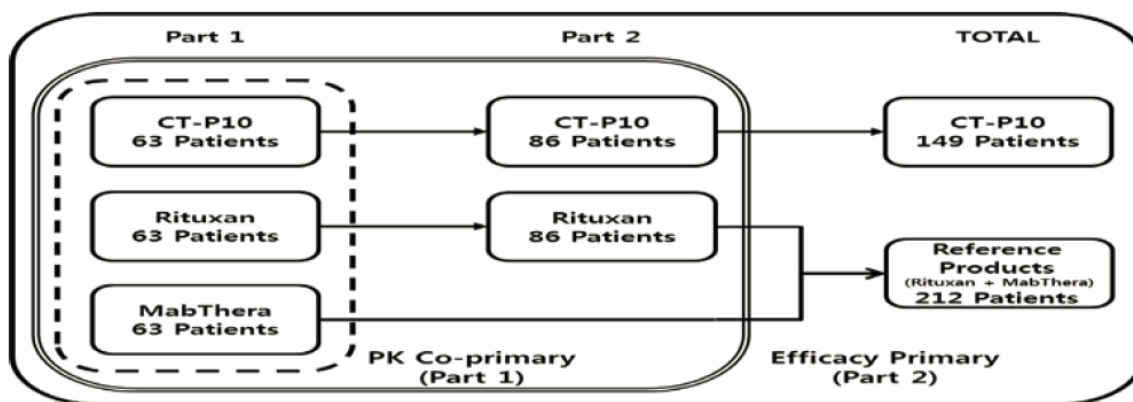 Part 1
Part 2
TOTAL
CT-P10
63 Patients
CT-P10
86 Patients
CT-P10
149 Patients
Rituxan
63 Patients
Rituxan
86 Patients
Reference
Products
(Rituxan + MabThera)
212 Patients
MabThera
63 Patients
PK Co-primary
(Part 1)
Efficacy Primary
(Part 2)